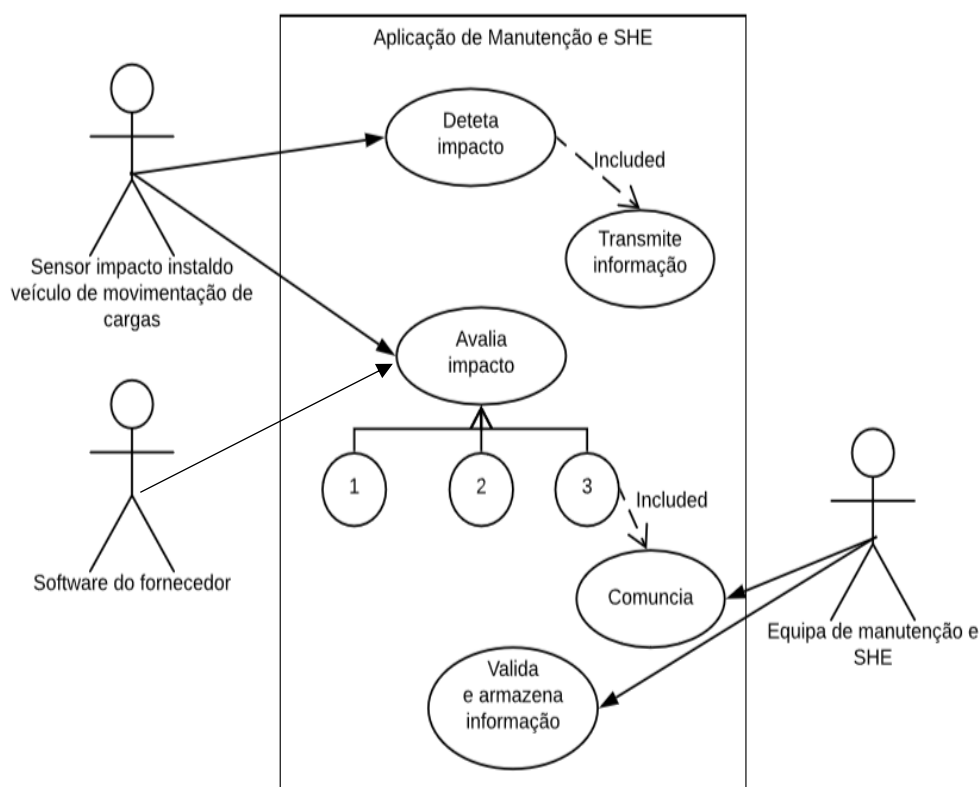 Aplicação de Manutenção e SHE
Deteta
impacto
Included
Transmite
informação
Sensor impacto instaldo
veículo de movimentação de
cargas
Avalia
impacto
1
2
3
Included
Software do fornecedor
Comuncia
Equipa de manutenção e
SHE
Valida
e armazena
informação